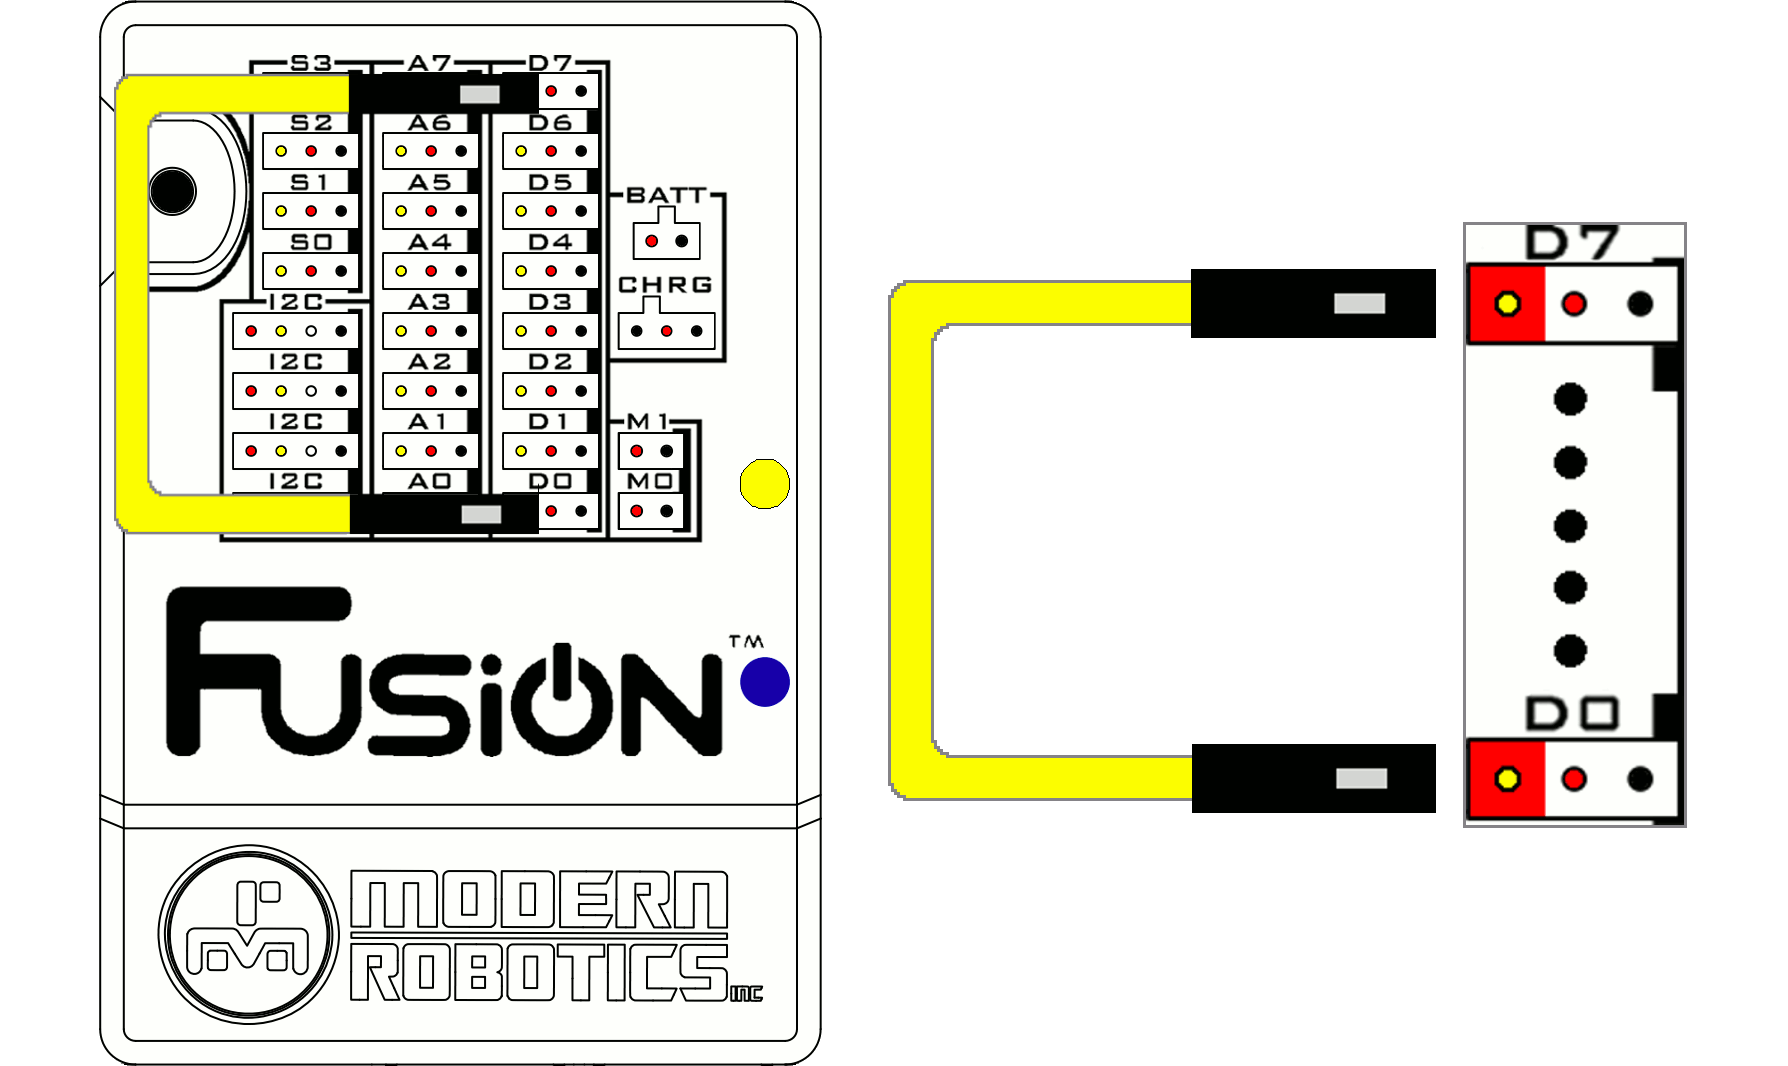 S3 A7 D7
S2 A6 D6
S1 A5 D5
BATT
S0 A4 D4
CHRG
I2C A3 D3
I2C A2 D2
I2C A1 D1 M1
I2C A0 D0 M0
FUSiON™
MODERN
ROBOTICS INC
D7
D0